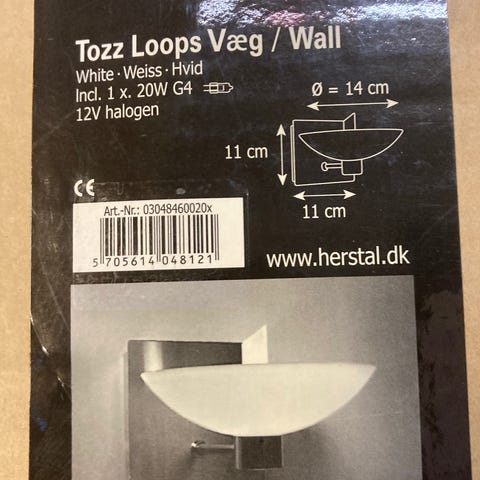 Tozz Loops Væg / Wall
White · Weiss · Hvid
Incl. 1 x. 20W G4
12V halogen
Ø = 14 cm
11 cm
11 cm
CE
Art.-Nr.: 03048460020x
5 705614 048121
www.herstal.dk